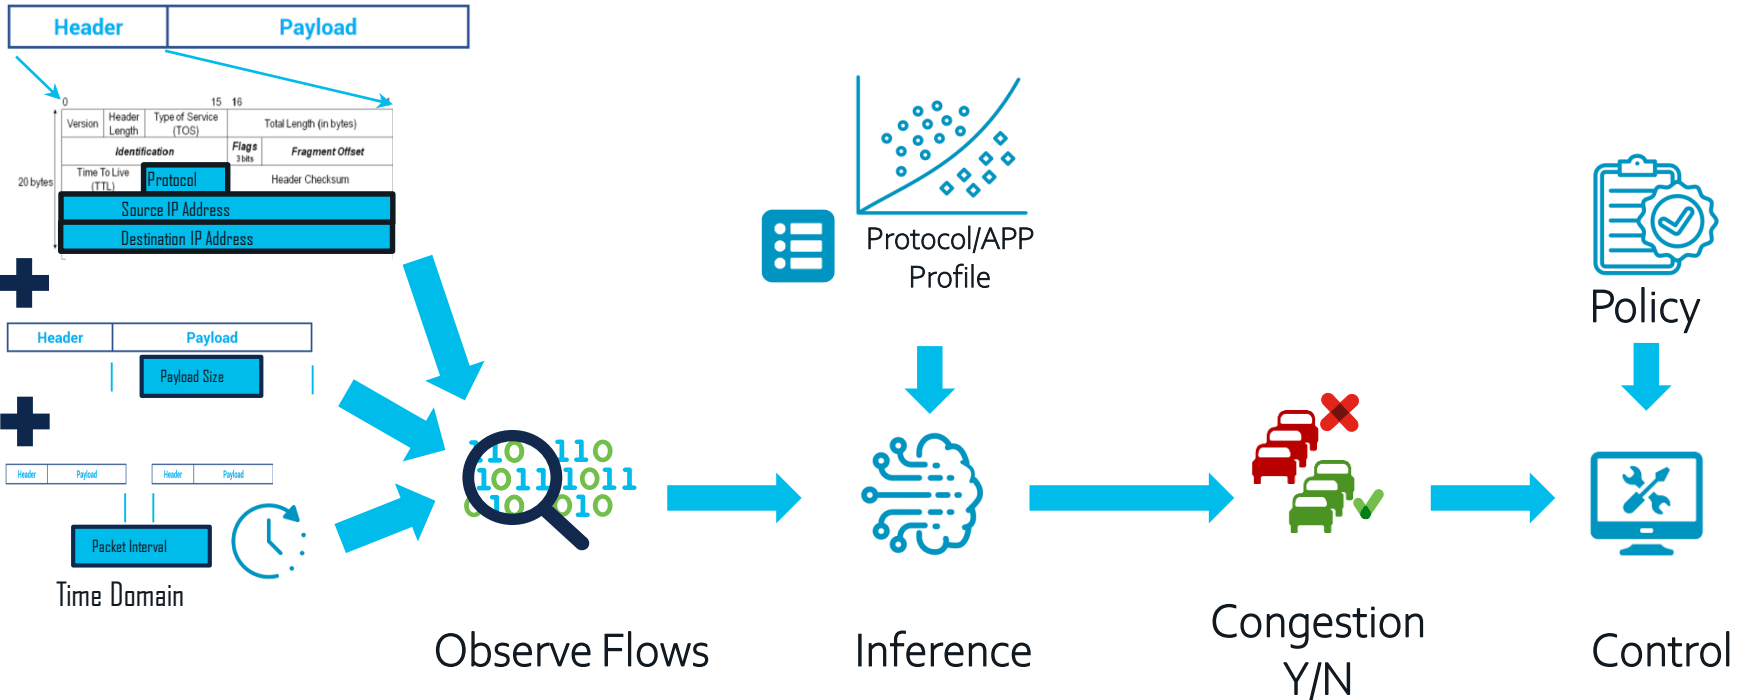 Header Payload
0 15 16
Version Header Length Type of Service (TOS) Total Length (in bytes)
Identification Flags 3 bits Fragment Offset
20 bytes Time To Live (TTL) Protocol Header Checksum
Source IP Address
Destination IP Address
Header Payload
Payload Size
Header Payload Header Payload
Packet Interval
Time Domain
110 110
1011 1011
010 010
Observe Flows
Protocol/APP
Profile
Inference
Congestion
Y/N
Policy
Control